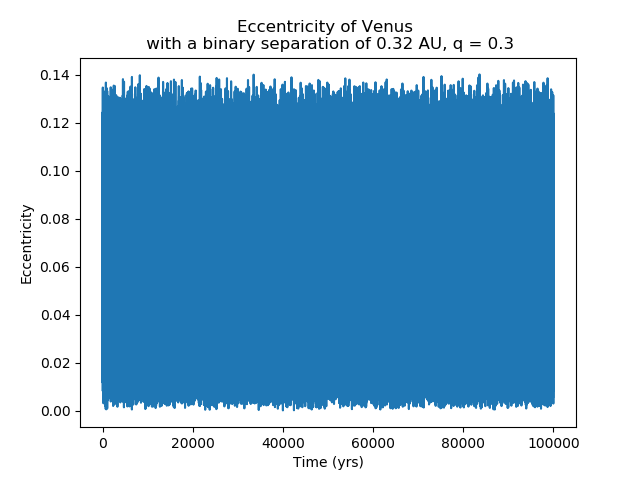 Eccentricity of Venus
with a binary separation of 0.32 AU, q = 0.3
0.14
0.12
0.10
0.08
0.06
0.04
0.02
0.00
Eccentricity
0 20000 40000 60000 80000 100000
Time (yrs)